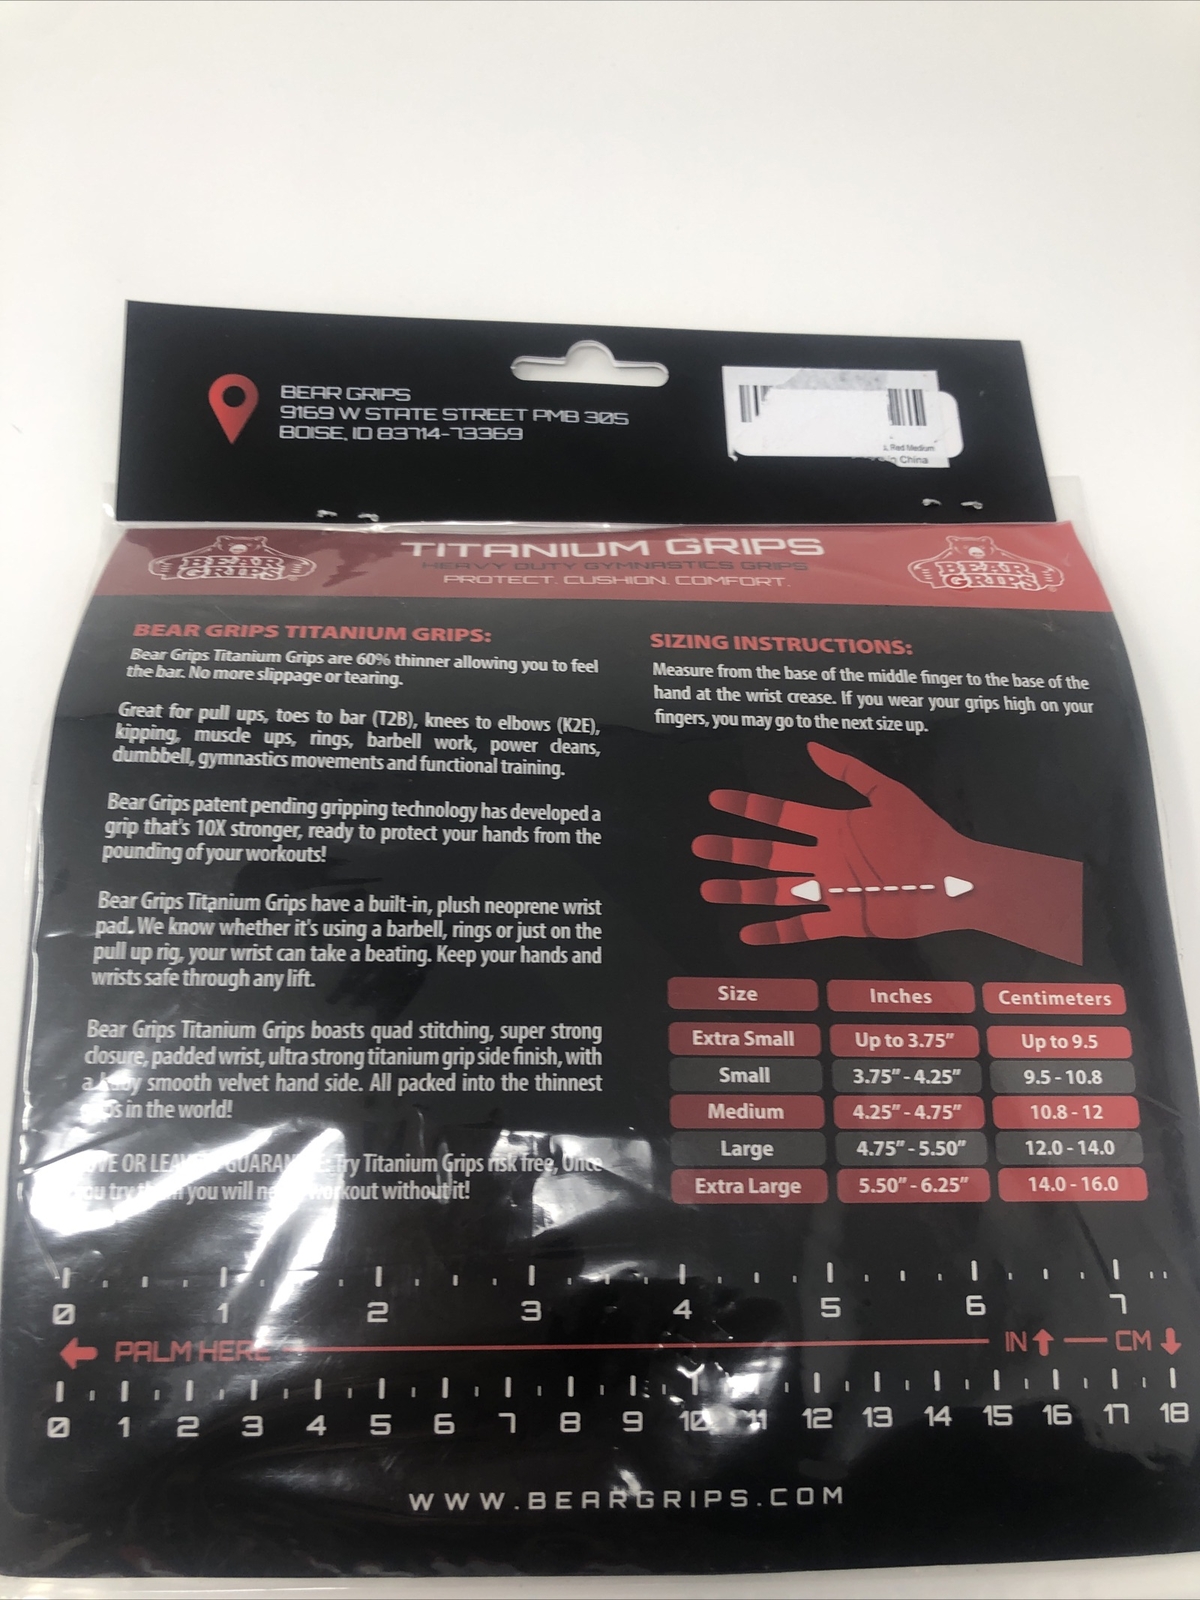 BEAR GRIPS
9169 W STATE STREET PMB 305
BOISE, ID 83714-73369
Red Medium
in China
BEAR
GRIPS
TITANIUM GRIPS
HEAVY DUTY GYMNASTICS GRIPS
PROTECT. CUSHION. COMFORT.
BEAR
GRIPS
BEAR GRIPS TITANIUM GRIPS:
Bear Grips Titanium Grips are 60% thinner allowing you to feel
the bar. No more slippage or tearing.
Great for pull ups, toes to bar (T2B), knees to elbows (K2E),
kipping, muscle ups, rings, barbell work, power cleans,
dumbbell, gymnastics movements and functional training.
Bear Grips patent pending gripping technology has developed a
grip that's 10X stronger, ready to protect your hands from the
pounding of your workouts!
Bear Grips Titanium Grips have a built-in, plush neoprene wrist
pad. We know whether it's using a barbell, rings or just on the
pull up rig, your wrist can take a beating. Keep your hands and
wrists safe through any lift.
Bear Grips Titanium Grips boasts quad stitching, super strong
closure, padded wrist, ultra strong titanium grip side finish, with
a baby smooth velvet hand side. All packed into the thinnest
in the world!
OR Try Titanium Grips risk free, Once
you try them you will workout without it!
SIZING INSTRUCTIONS:
Measure from the base of the middle finger to the base of the
hand at the wrist crease. If you wear your grips high on your
fingers, you may go to the next size up.
Size Inches Centimeters
Extra Small Up to 3.75" Up to 9.5
Small 3.75" - 4.25" 9.5 - 10.8
Medium 4.25" - 4.75" 10.8 - 12
Large 4.75" - 5.50" 12.0 - 14.0
Extra Large 5.50" - 6.25" 14.0 - 16.0
0 1 2 3 4 5 6 7
PALM HERE IN CM
0 1 2 3 4 5 6 7 8 9 10 11 12 13 14 15 16 17 18
WWW.BEARGRIPS.COM